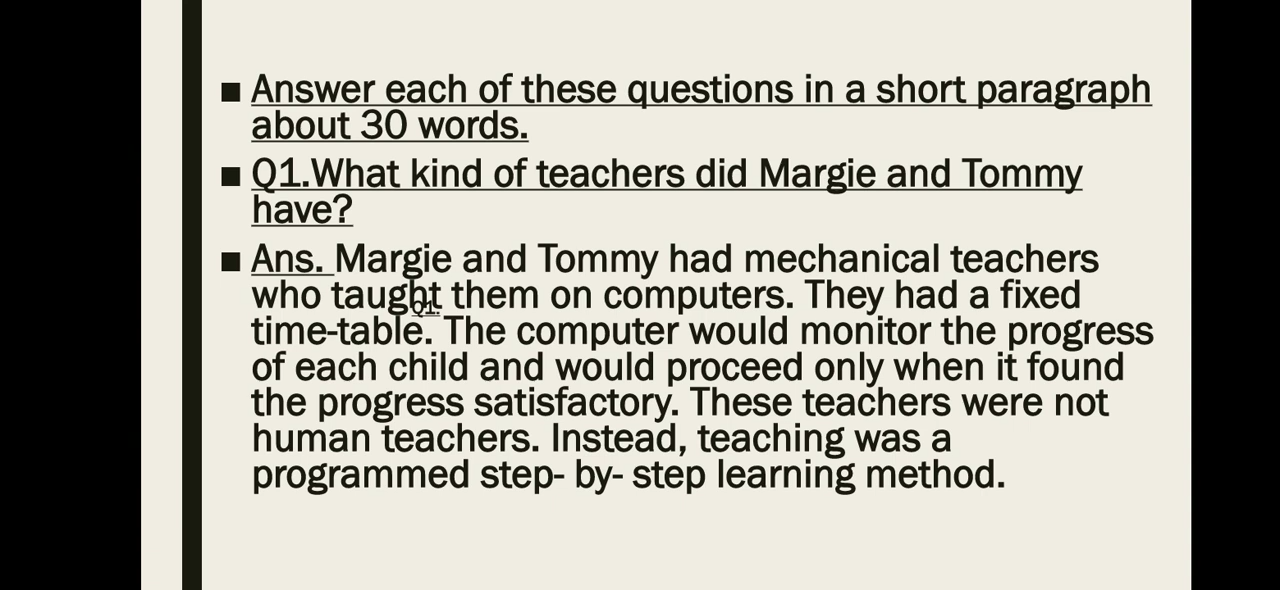 ■ Answer each of these questions in a short paragraph
about 30 words.
■ Q1.What kind of teachers did Margie and Tommy
have?
■ Ans. Margie and Tommy had mechanical teachers
who taught them on computers. They had a fixed
Q1.
time-table. The computer would monitor the progress
of each child and would proceed only when it found
the progress satisfactory. These teachers were not
human teachers. Instead, teaching was a
programmed step- by- step learning method.